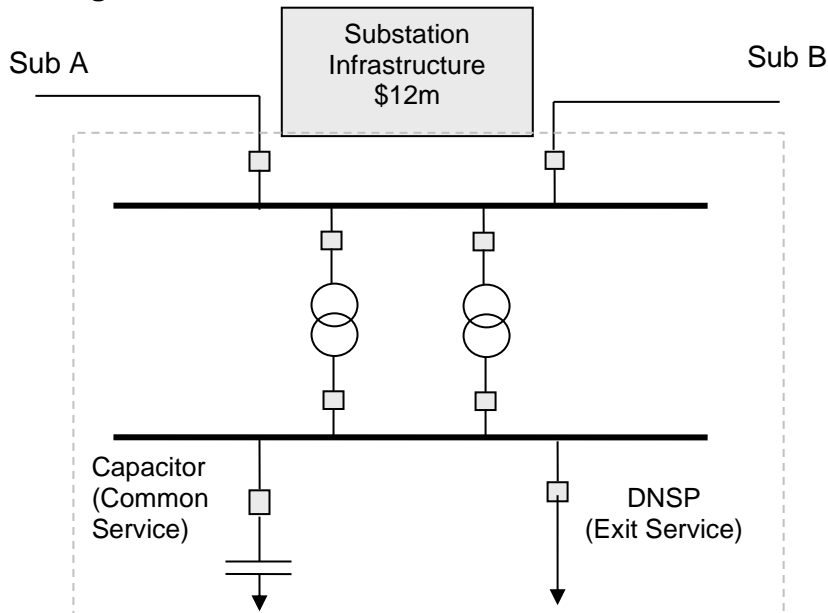 Substation
Infrastructure
$12m
Sub A
Sub B
Capacitor
(Common
Service)
DNSP
(Exit Service)